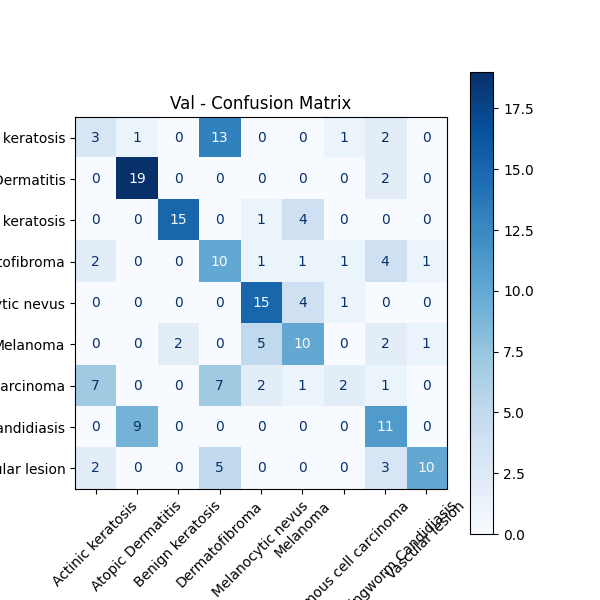 Val - Confusion Matrix
keratosis 3 1 0 13 0 0 1 2 0
Dermatitis 0 19 0 0 0 0 0 2 0
keratosis 0 0 15 0 1 4 0 0 0
tofibroma 2 0 0 10 1 1 1 4 1
ytic nevus 0 0 0 0 15 4 1 0 0
Melanoma 0 0 2 0 5 10 0 2 1
arcinoma 7 0 0 7 2 1 2 1 0
andidiasis 0 9 0 0 0 0 0 11 0
ular lesion 2 0 0 5 0 0 0 3 10
Actinic keratosis
Atopic Dermatitis
Benign keratosis
Dermatofibroma
Melanocytic nevus
Melanoma
mous cell carcinoma
ingworm Candidiasis
Vascular lesion
17.5
15.0
12.5
10.0
7.5
5.0
2.5
0.0